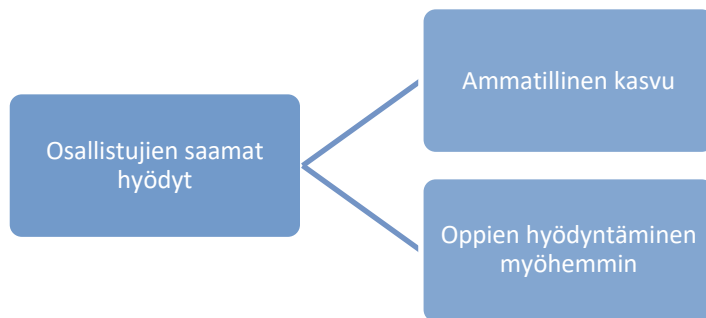 Osallistujien saamat
hyödyt
Ammatillinen kasvu
Oppien hyödyntäminen
myöhemmin